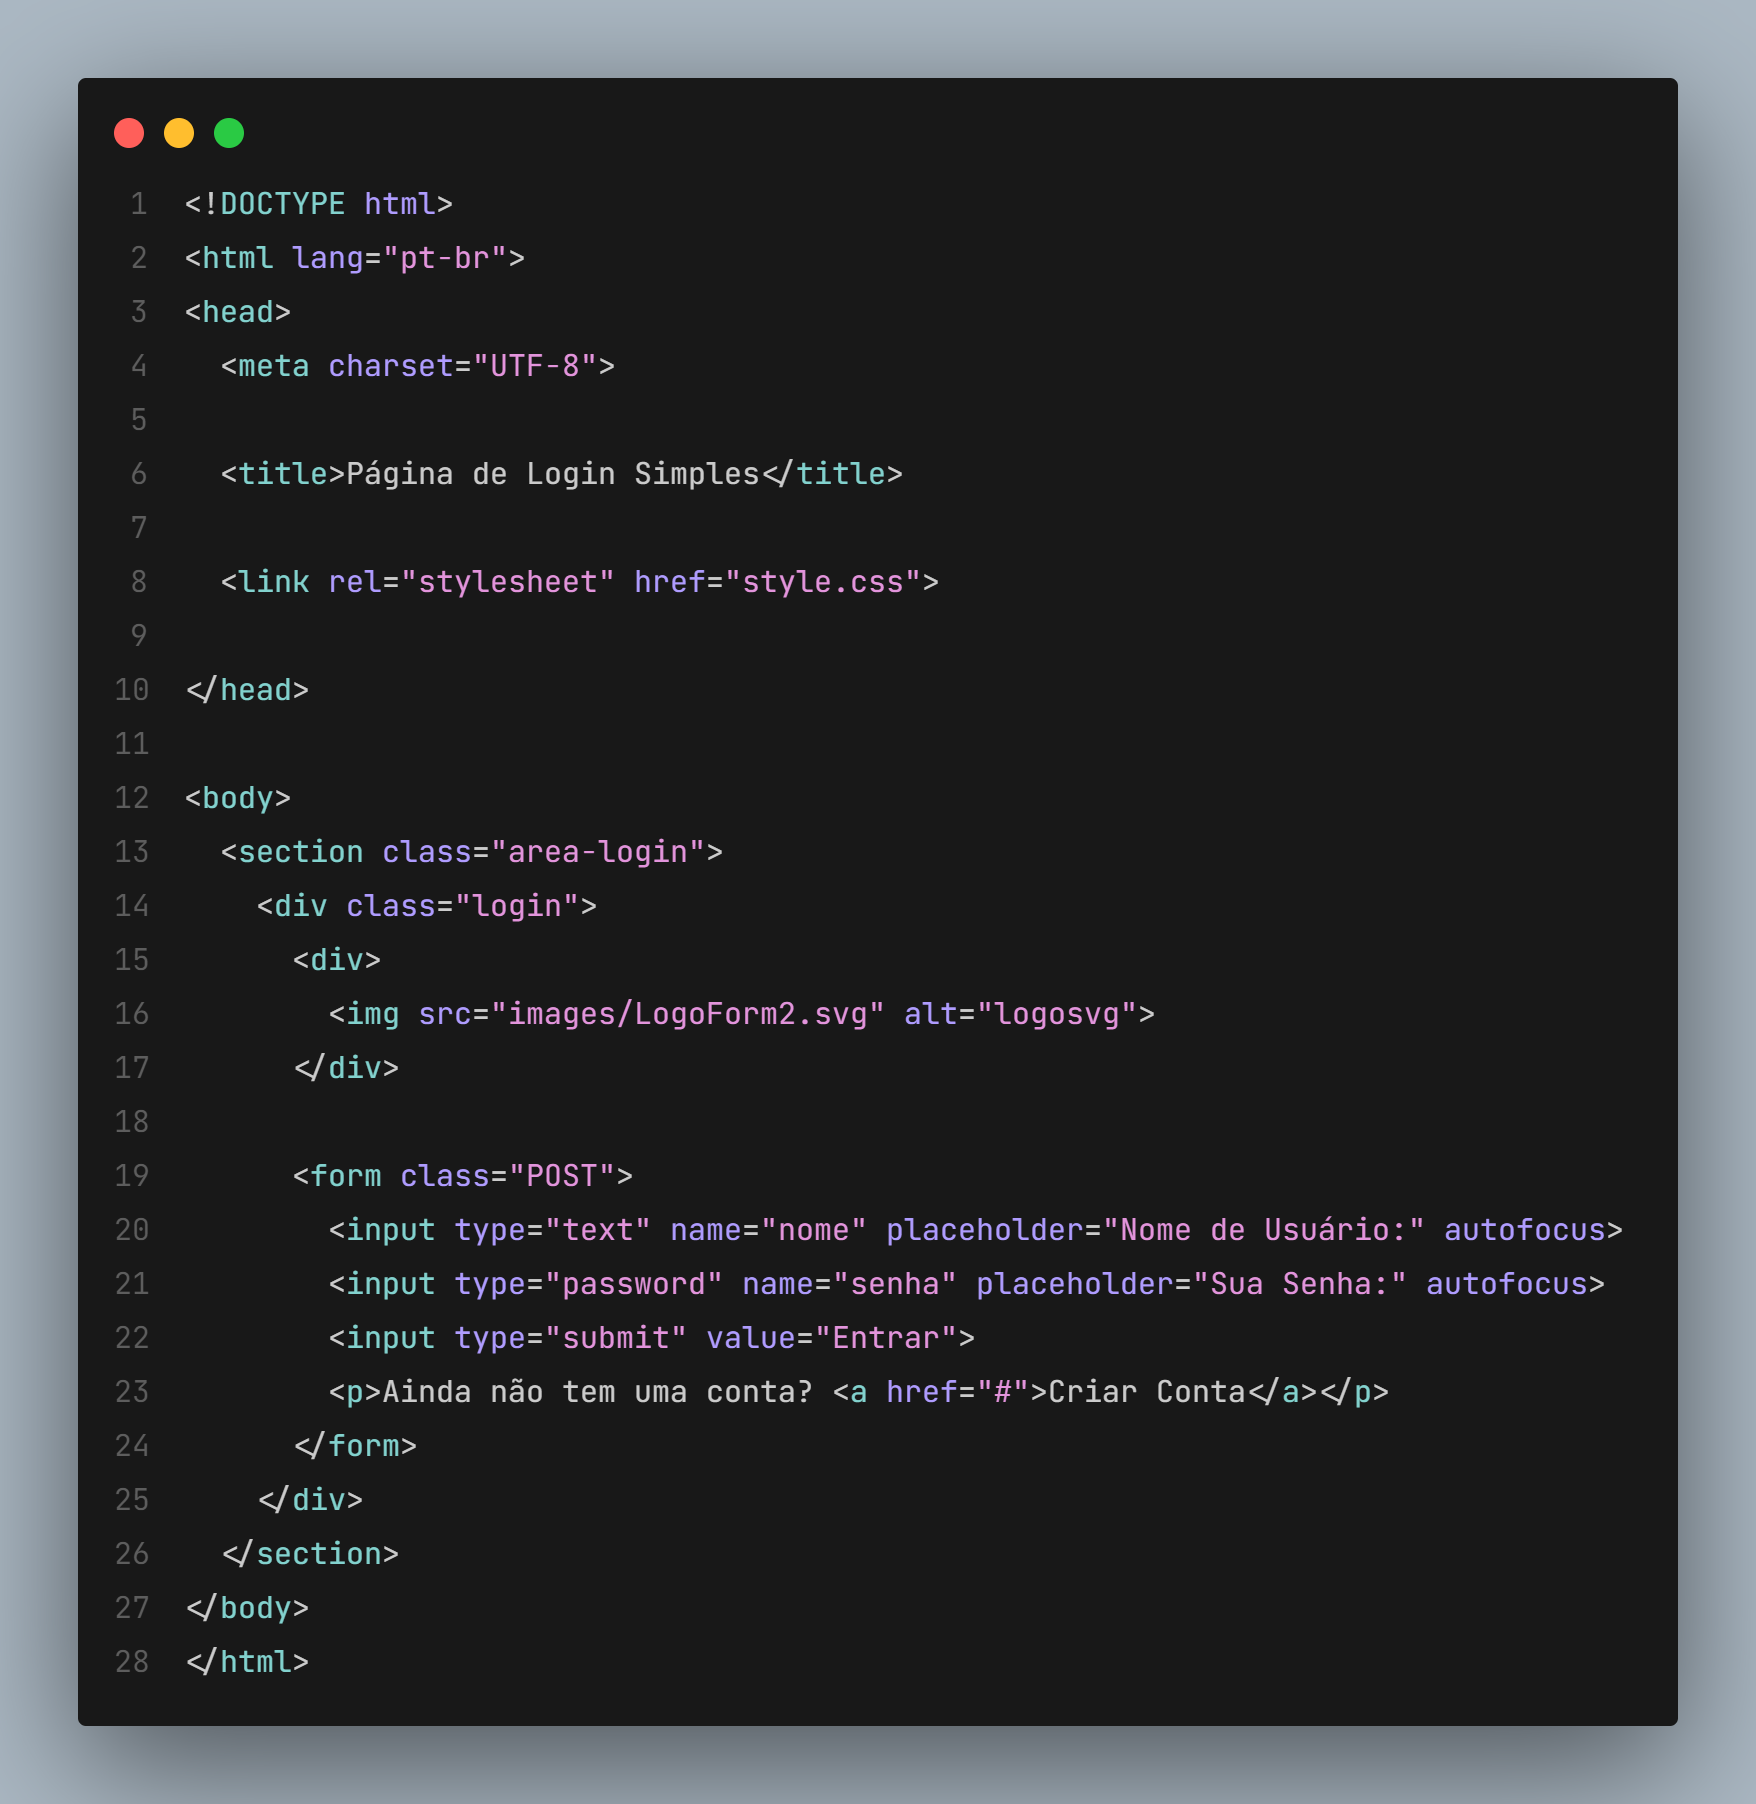 1 <!DOCTYPE html>
2 <html lang="pt-br">
3 <head>
4   <meta charset="UTF-8">
5
6   <title>Página de Login Simples</title>
7
8   <link rel="stylesheet" href="style.css">
9
10 </head>
11
12 <body>
13   <section class="area-login">
14     <div class="login">
15       <div>
16         <img src="images/LogoForm2.svg" alt="logosvg">
17       </div>
18
19       <form class="POST">
20         <input type="text" name="nome" placeholder="Nome de Usuário:" autofocus>
21         <input type="password" name="senha" placeholder="Sua Senha:" autofocus>
22         <input type="submit" value="Entrar">
23         <p>Ainda não tem uma conta? <a href="#">Criar Conta</a></p>
24       </form>
25     </div>
26   </section>
27 </body>
28 </html>